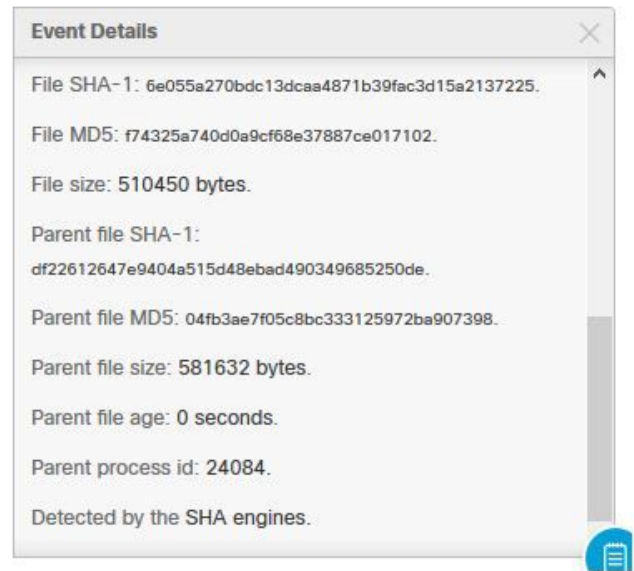 Event Details
File SHA-1: 6e055a270bdc13dcaa4871b39fac3d15a2137225.
File MD5: f74325a740d0a9cf68e37887ce017102.
File size: 510450 bytes.
Parent file SHA-1:
df22612647e9404a515d48ebad490349685250de.
Parent file MD5: 04fb3ae7f05c8bc333125972ba907398.
Parent file size: 581632 bytes.
Parent file age: 0 seconds.
Parent process id: 24084.
Detected by the SHA engines.